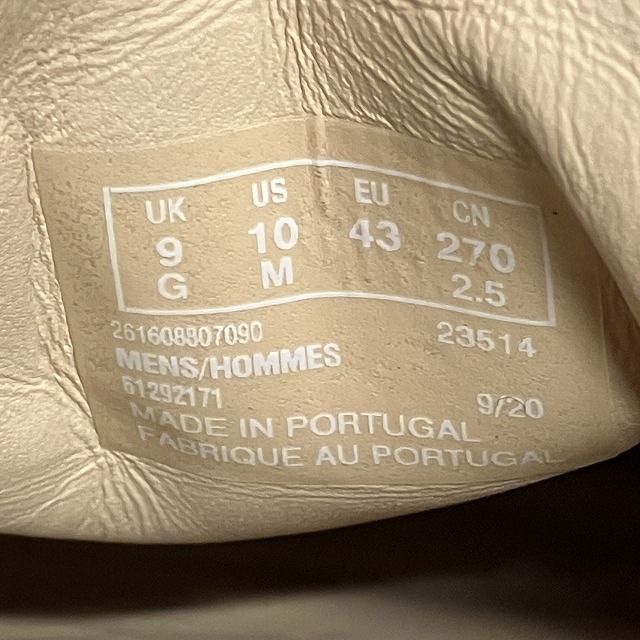 UK US EU CN
9 10 43 270
G M 2.5
261608807090 23514
MENS/HOMMES
61292171 9/20
MADE IN PORTUGAL
FABRIQUE AU PORTUGAL